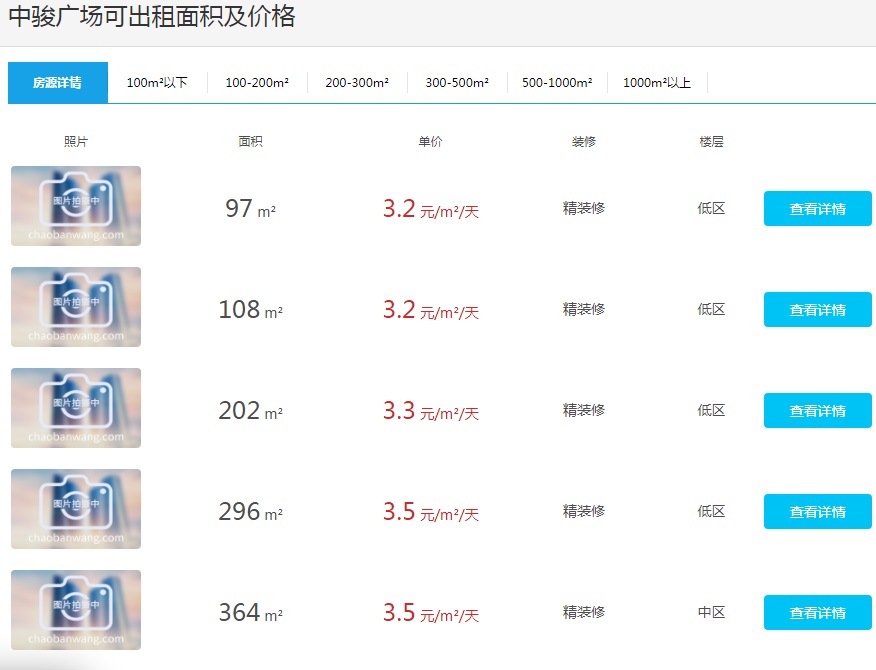 中骏广场可出租面积及价格
房源详情 100m²以下 100-200m² 200-300m² 300-500m² 500-1000m² 1000m²以上
照片 面积 单价 装修 楼层
图片拍摄中
chaobanwang.com
97 m² 3.2 元/m²/天 精装修 低区 查看详情
图片拍摄中
chaobanwang.com
108 m² 3.2 元/m²/天 精装修 低区 查看详情
图片拍摄中
chaobanwang.com
202 m² 3.3 元/m²/天 精装修 低区 查看详情
图片拍摄中
chaobanwang.com
296 m² 3.5 元/m²/天 精装修 低区 查看详情
图片拍摄中
chaobanwang.com
364 m² 3.5 元/m²/天 精装修 中区 查看详情